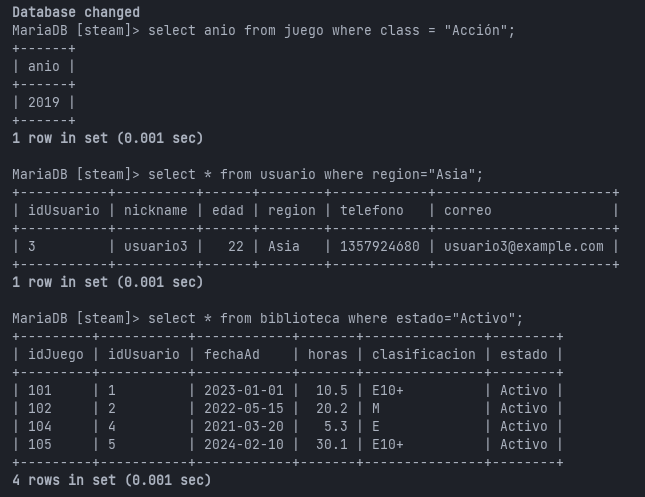 Database changed
MariaDB [steam]> select anio from juego where class = "Acción";
+------+
| anio |
+------+
| 2019 |
+------+
1 row in set (0.001 sec)
MariaDB [steam]> select * from usuario where region="Asia";
+-----------+----------+------+--------+------------+----------------------+
| idUsuario | nickname | edad | region | telefono   | correo               |
+-----------+----------+------+--------+------------+----------------------+
| 3         | usuario3 |   22 | Asia   | 1357924680 | usuario3@example.com |
+-----------+----------+------+--------+------------+----------------------+
1 row in set (0.001 sec)
MariaDB [steam]> select * from biblioteca where estado="Activo";
+---------+-----------+------------+-------+---------------+--------+
| idJuego | idUsuario | fechaAd    | horas | clasificacion | estado |
+---------+-----------+------------+-------+---------------+--------+
| 101     | 1         | 2023-01-01 |  10.5 | E10+          | Activo |
| 102     | 2         | 2022-05-15 |  20.2 | M             | Activo |
| 104     | 4         | 2021-03-20 |   5.3 | E             | Activo |
| 105     | 5         | 2024-02-10 |  30.1 | E10+          | Activo |
+---------+-----------+------------+-------+---------------+--------+
4 rows in set (0.001 sec)